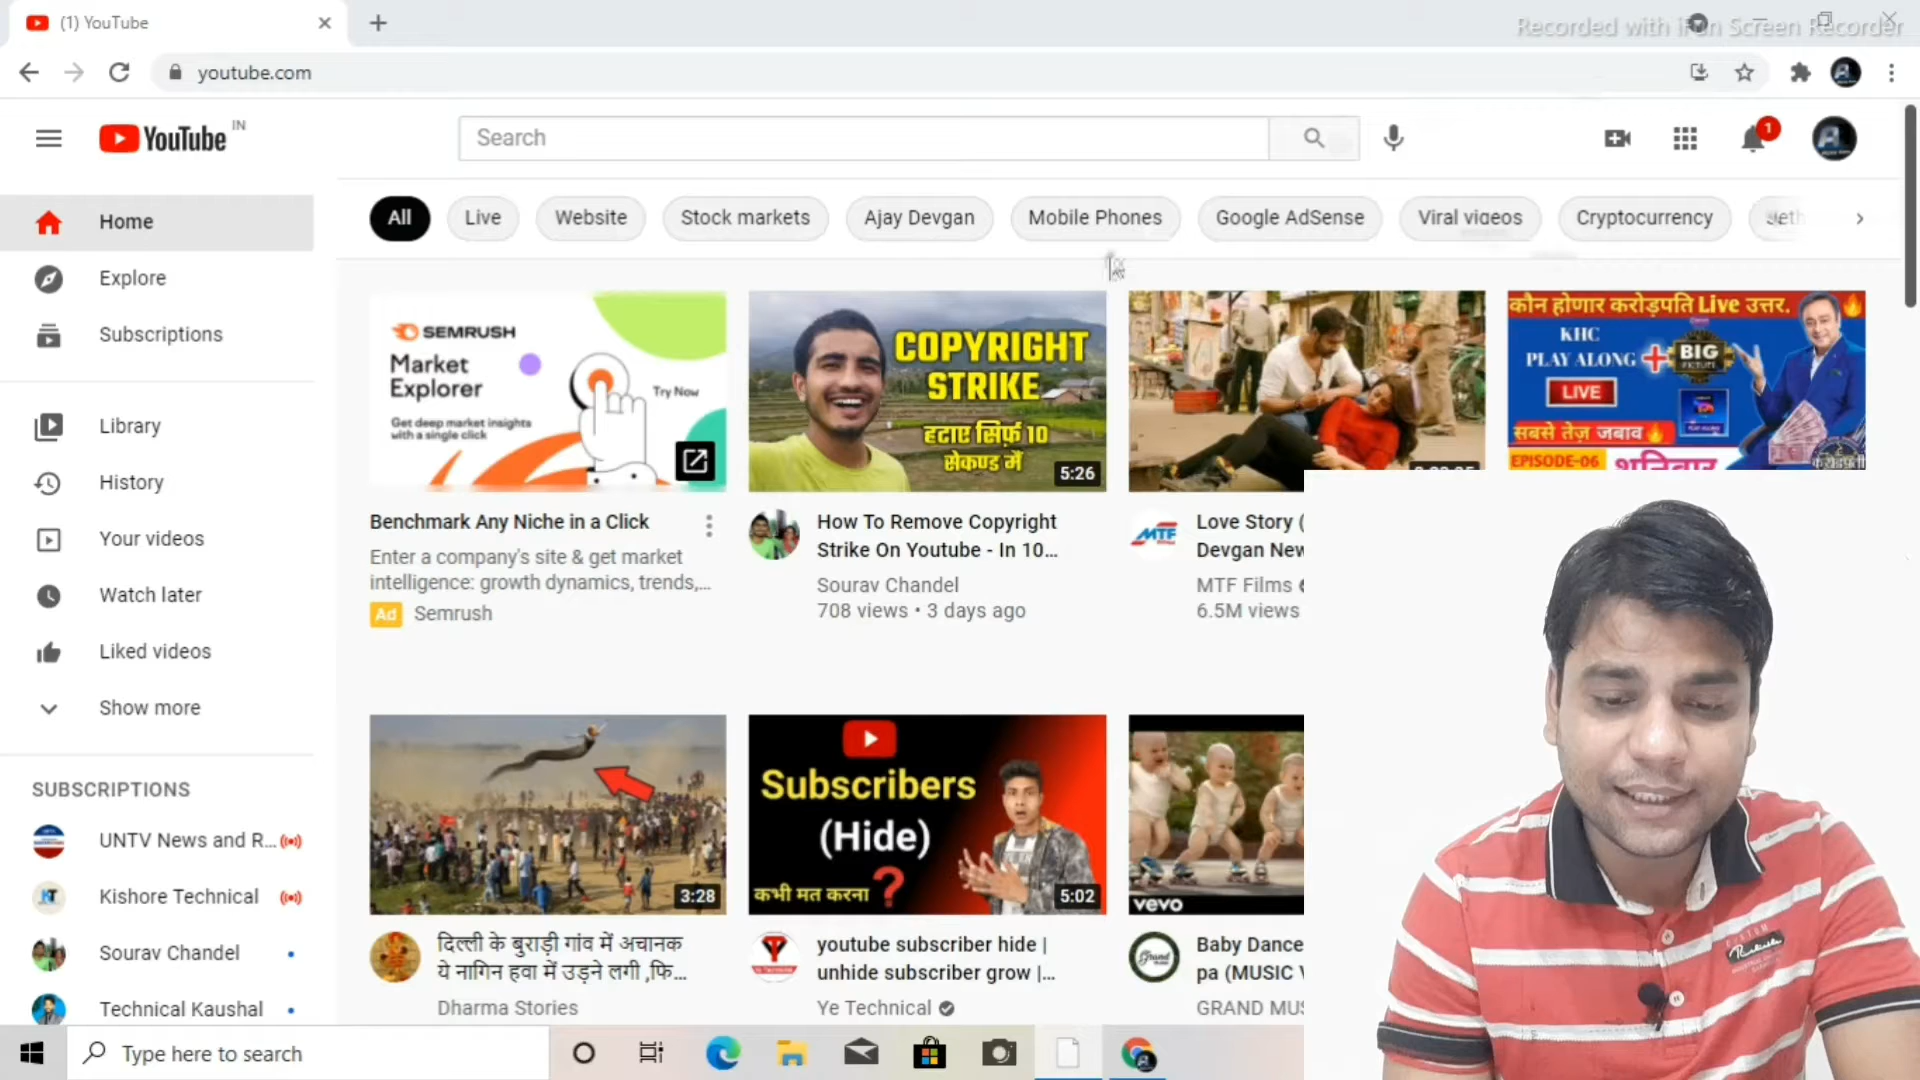 (1) YouTube
Recorded with iFun Screen Recorder
youtube.com
YouTube IN
Search
1
Home
Explore
Subscriptions
Library
History
Your videos
Watch later
Liked videos
Show more
SUBSCRIPTIONS
UNTV News and R...
Kishore Technical
Sourav Chandel
Technical Kaushal
All
Live
Website
Stock markets
Ajay Devgan
Mobile Phones
Google AdSense
Viral videos
Cryptocurrency
SEMRUSH
Market
Explorer
Get deep market insights
with a single click
Try Now
Benchmark Any Niche in a Click
Enter a company's site & get market
intelligence: growth dynamics, trends,...
Ad Semrush
COPYRIGHT
STRIKE
हटाए सिर्फ़ 10
सेकण्ड में
5:26
How To Remove Copyright
Strike On Youtube - In 10...
Sourav Chandel
708 views • 3 days ago
MTF
Love Story (
Devgan New
MTF Films
6.5M views
कौन होणार करोड़पति Live उत्तर.
KHC
PLAY ALONG + BIG
PICTURE
LIVE
सबसे तेज़ जवाब
EPISODE-06
शनिवार
3:28
दिल्ली के बुराड़ी गांव में अचानक
ये नागिन हवा में उड़ने लगी ,फि...
Dharma Stories
Subscribers
(Hide)
कभी मत करना ?
5:02
youtube subscriber hide |
unhide subscriber grow |...
Ye Technical
vevo
Grand
Baby Dance
pa (MUSIC V
GRAND MUS
Type here to search